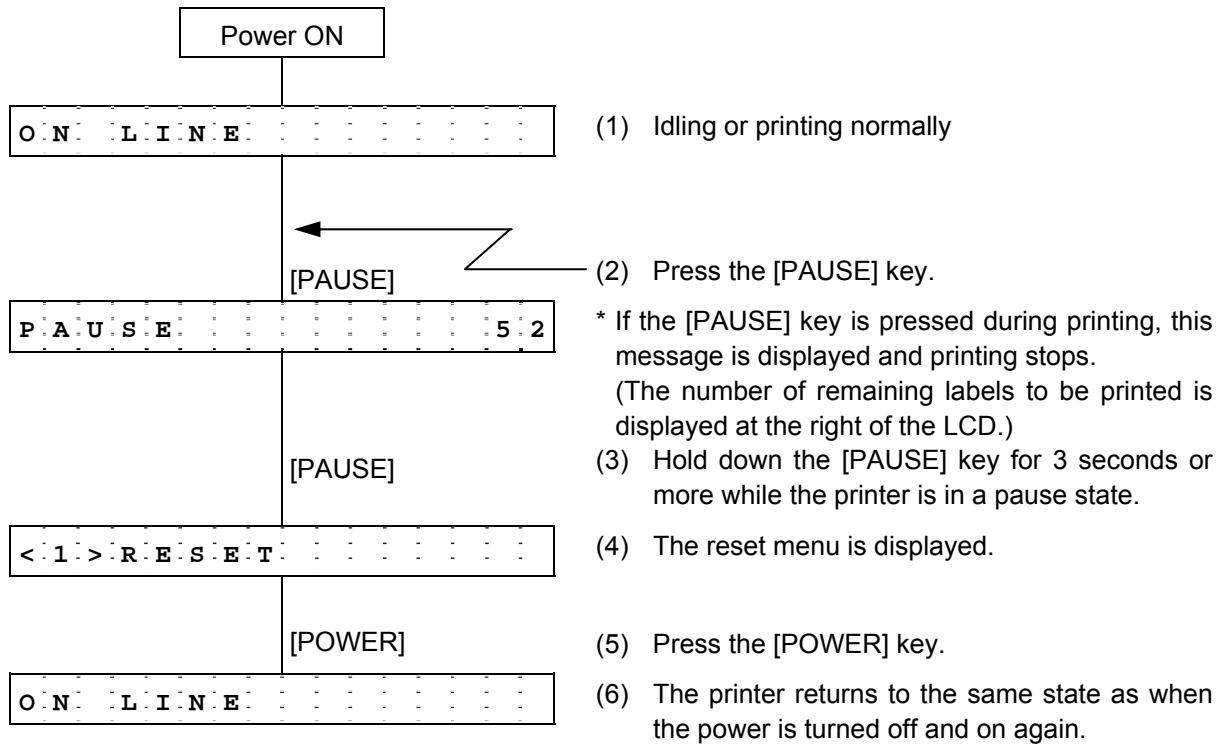 Power ON
ON LINE
(1) Idling or printing normally
[PAUSE]
(2) Press the [PAUSE] key.
PAUSE 52
* If the [PAUSE] key is pressed during printing, this
message is displayed and printing stops.
(The number of remaining labels to be printed is
displayed at the right of the LCD.)
[PAUSE]
(3) Hold down the [PAUSE] key for 3 seconds or
more while the printer is in a pause state.
<1>RESET
(4) The reset menu is displayed.
[POWER]
(5) Press the [POWER] key.
ON LINE
(6) The printer returns to the same state as when
the power is turned off and on again.